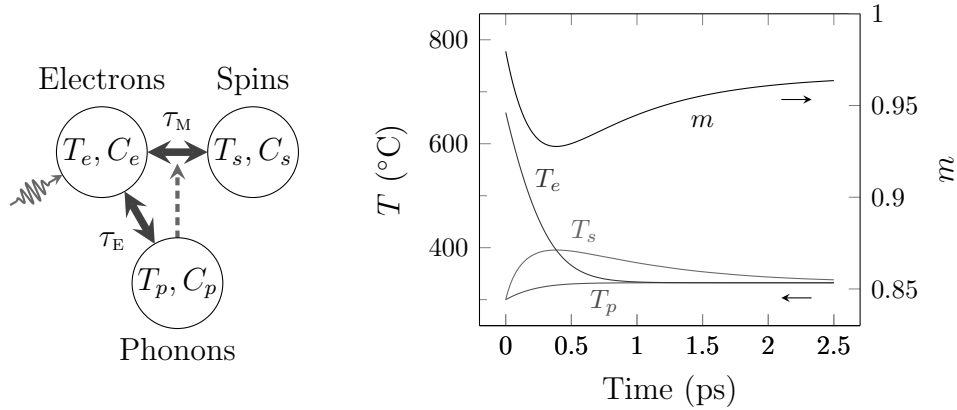 Electrons
Spins
τ_M
T_e, C_e
T_s, C_s
τ_E
T_p, C_p
Phonons
1
800
0.95
m
T (°C)
600
T_e
0.9
m
T_s
400
T_p
0.85
0 0.5 1 1.5 2 2.5
Time (ps)